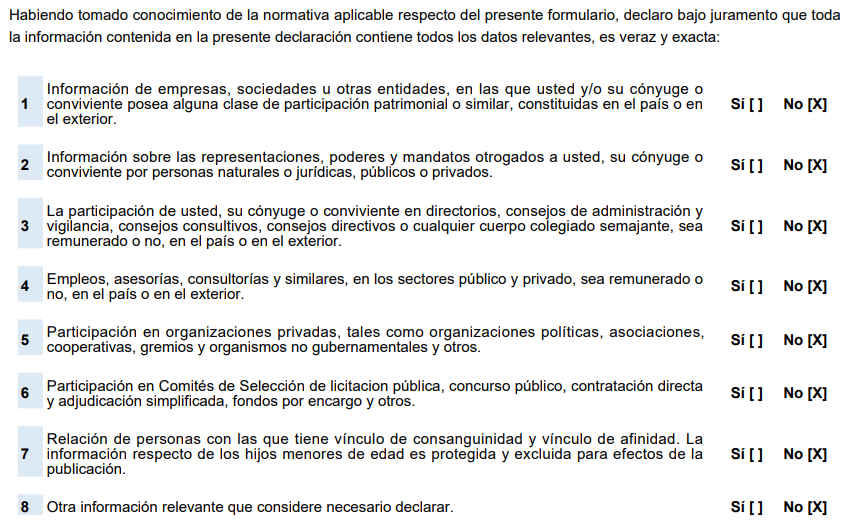 Habiendo tomado conocimiento de la normativa aplicable respecto del presente formulario, declaro bajo juramento que toda
la información contenida en la presente declaración contiene todos los datos relevantes, es veraz y exacta:
1 Información de empresas, sociedades u otras entidades, en las que usted y/o su cónyuge o
conviviente posea alguna clase de participación patrimonial o similar, constituidas en el país o en
el exterior. Sí [ ] No [X]
2 Información sobre las representaciones, poderes y mandatos otrogados a usted, su cónyuge o
conviviente por personas naturales o jurídicas, públicos o privados. Sí [ ] No [X]
3 La participación de usted, su cónyuge o conviviente en directorios, consejos de administración y
vigilancia, consejos consultivos, consejos directivos o cualquier cuerpo colegiado semajante, sea
remunerado o no, en el país o en el exterior. Sí [ ] No [X]
4 Empleos, asesorías, consultorías y similares, en los sectores público y privado, sea remunerado o
no, en el país o en el exterior. Sí [ ] No [X]
5 Participación en organizaciones privadas, tales como organizaciones políticas, asociaciones,
cooperativas, gremios y organismos no gubernamentales y otros. Sí [ ] No [X]
6 Participación en Comités de Selección de licitacion pública, concurso público, contratación directa
y adjudicación simplificada, fondos por encargo y otros. Sí [ ] No [X]
7 Relación de personas con las que tiene vínculo de consanguinidad y vínculo de afinidad. La
información respecto de los hijos menores de edad es protegida y excluida para efectos de la
publicación. Sí [ ] No [X]
8 Otra información relevante que considere necesario declarar. Sí [ ] No [X]